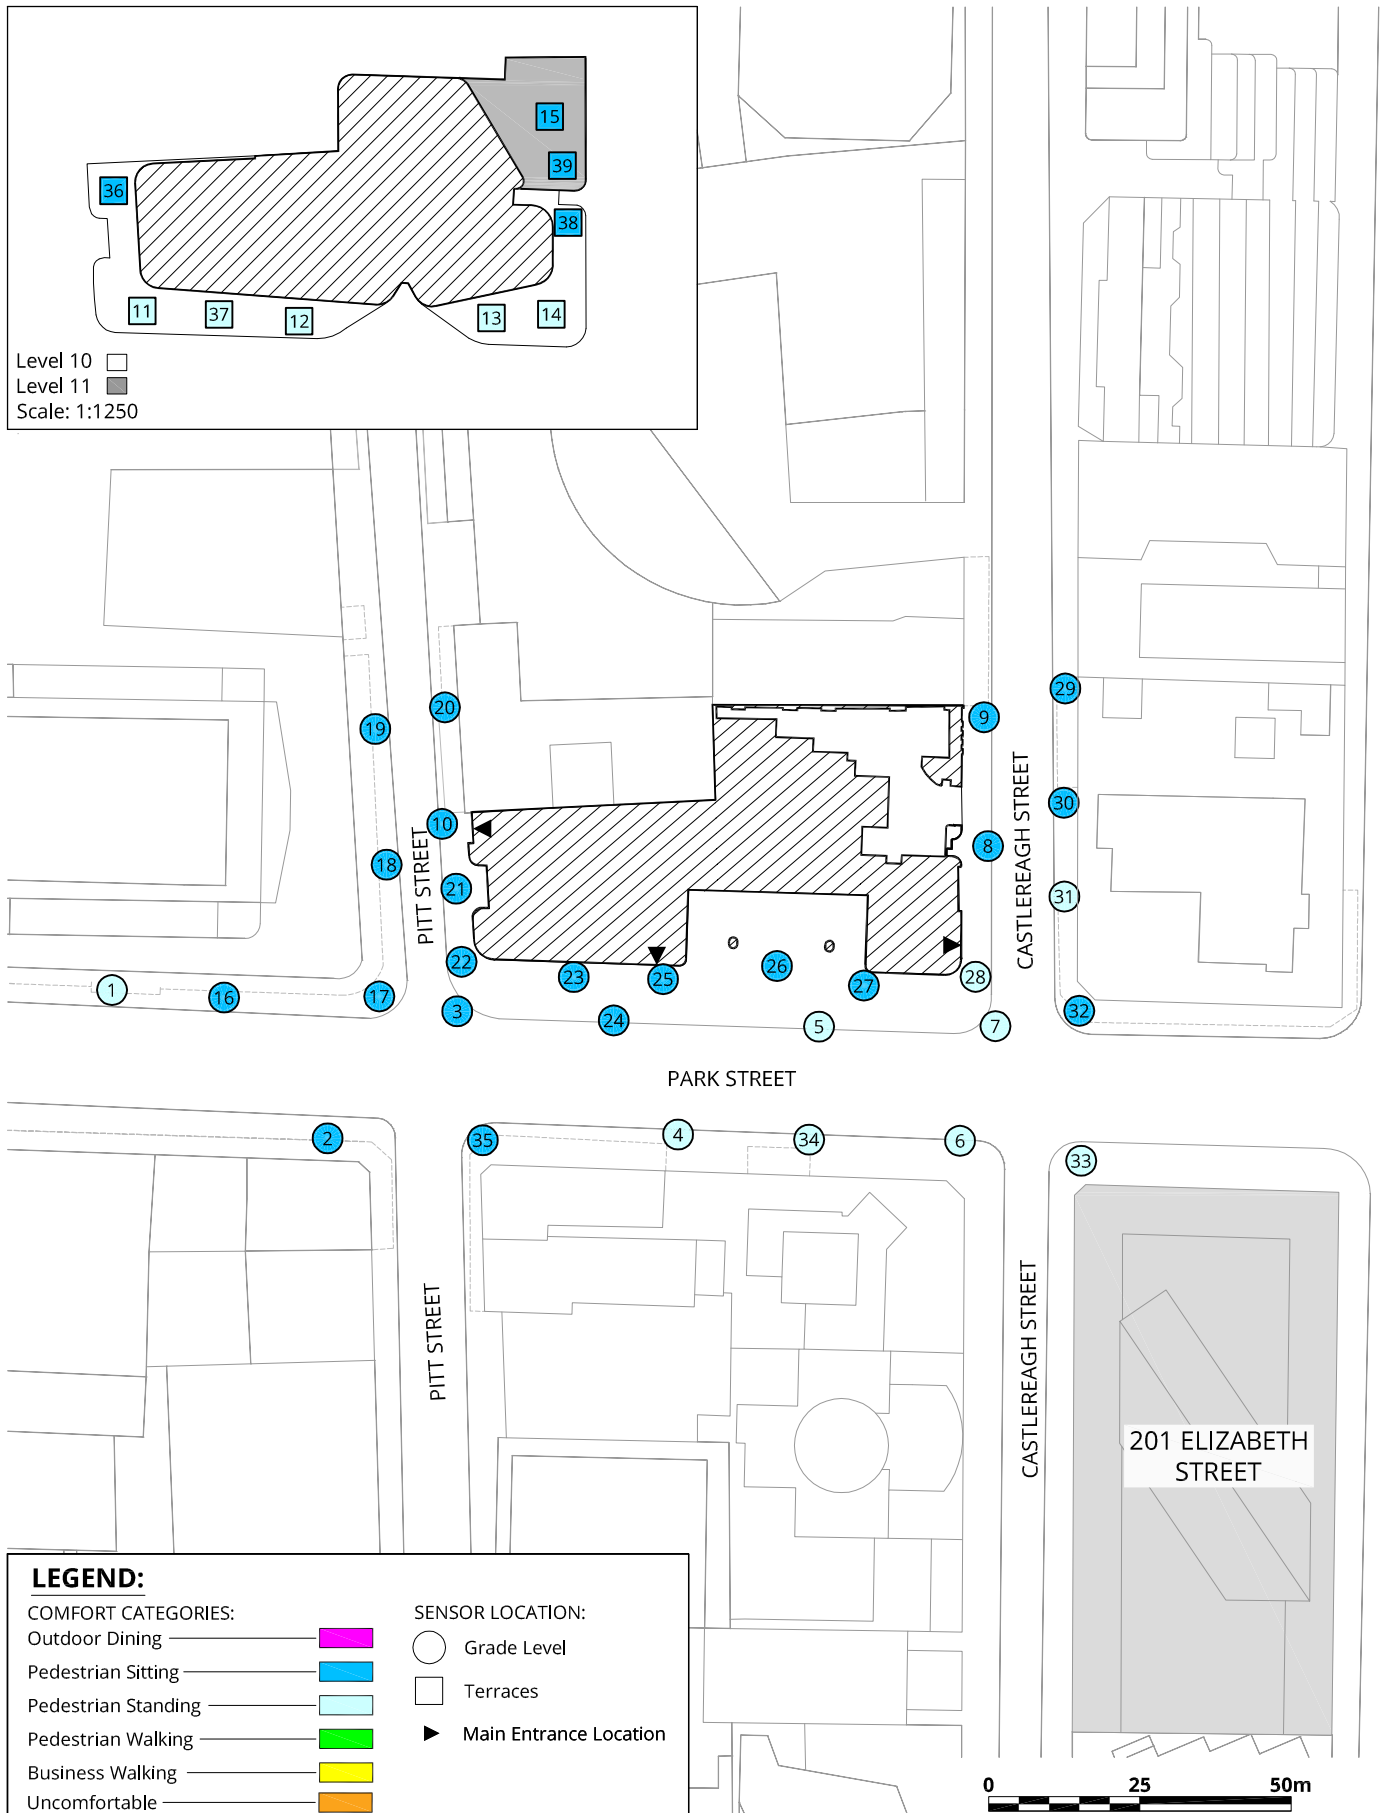 15
39
36
38
11
37
12
13
14
Level 10
Level 11
Scale: 1:1250
29
20
9
19
30
10
8
18
21
31
PITT STREET
CASTLEREAGH STREET
22
23
25
26
27
28
1
16
17
3
24
5
7
32
PARK STREET
2
35
4
34
6
33
PITT STREET
CASTLEREAGH STREET
201 ELIZABETH
STREET
LEGEND:
COMFORT CATEGORIES:
Outdoor Dining
Pedestrian Sitting
Pedestrian Standing
Pedestrian Walking
Business Walking
Uncomfortable
SENSOR LOCATION:
Grade Level
Terraces
Main Entrance Location
0 25 50m